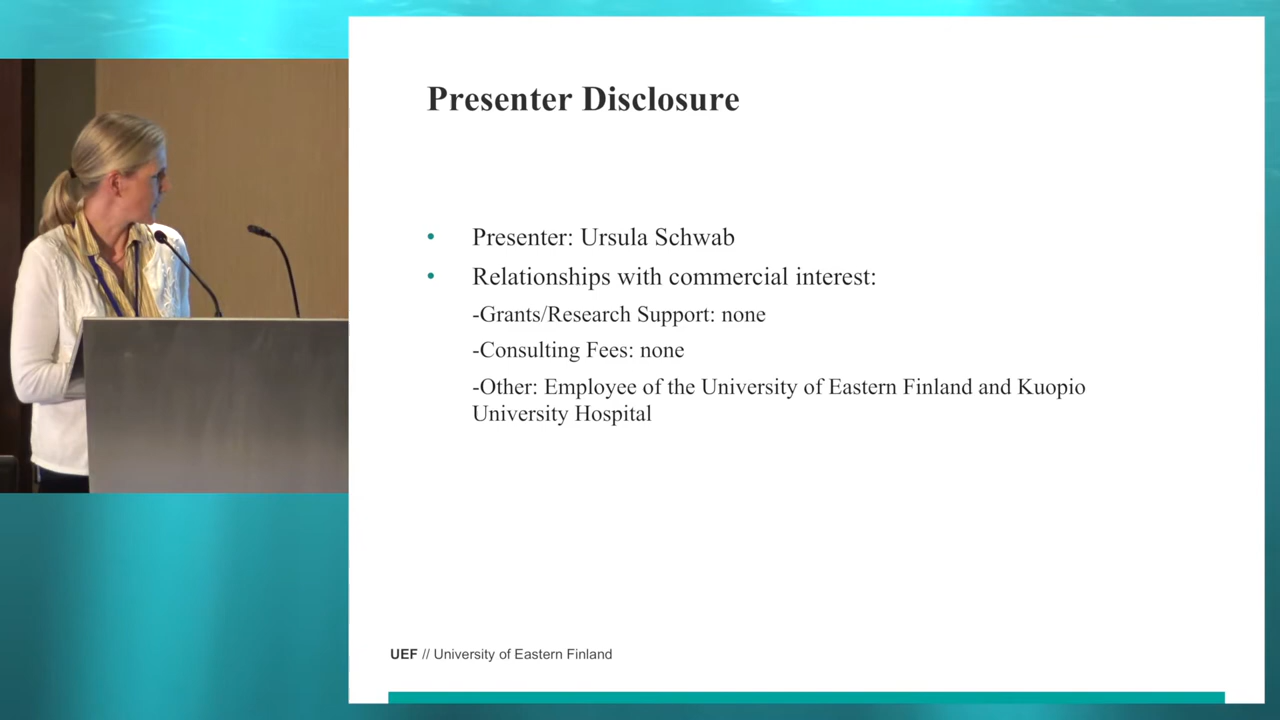 Presenter Disclosure
• Presenter: Ursula Schwab
• Relationships with commercial interest:
-Grants/Research Support: none
-Consulting Fees: none
-Other: Employee of the University of Eastern Finland and Kuopio
University Hospital
UEF // University of Eastern Finland